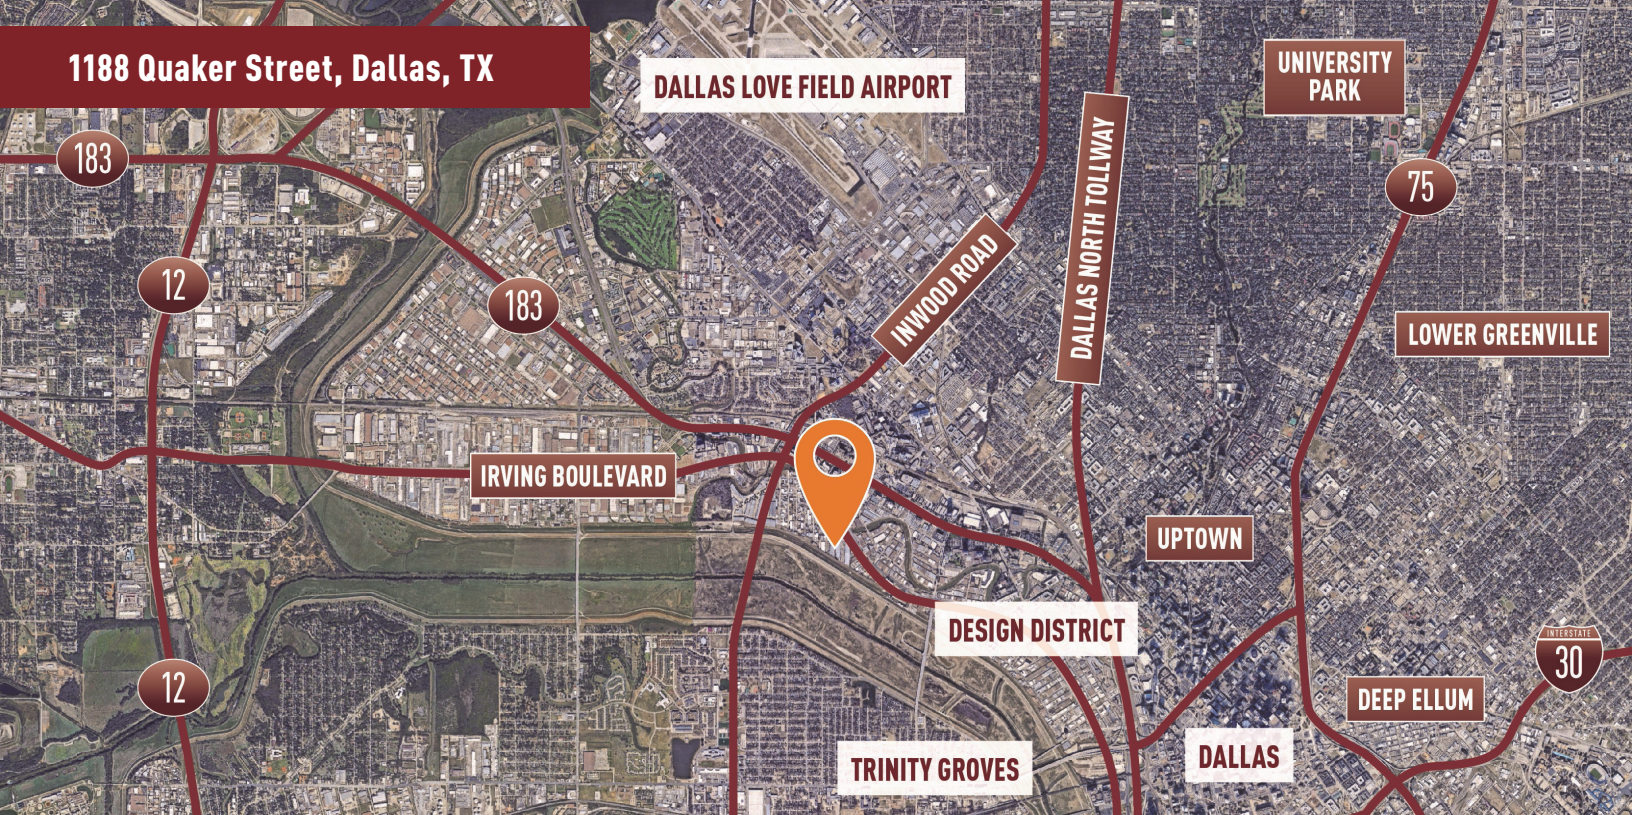 1188 Quaker Street, Dallas, TX
DALLAS LOVE FIELD AIRPORT
UNIVERSITY
PARK
183
75
DALLAS NORTH TOLLWAY
INWOOD ROAD
12
183
LOWER GREENVILLE
IRVING BOULEVARD
UPTOWN
DESIGN DISTRICT
INTERSTATE
30
12
DEEP ELLUM
DALLAS
TRINITY GROVES